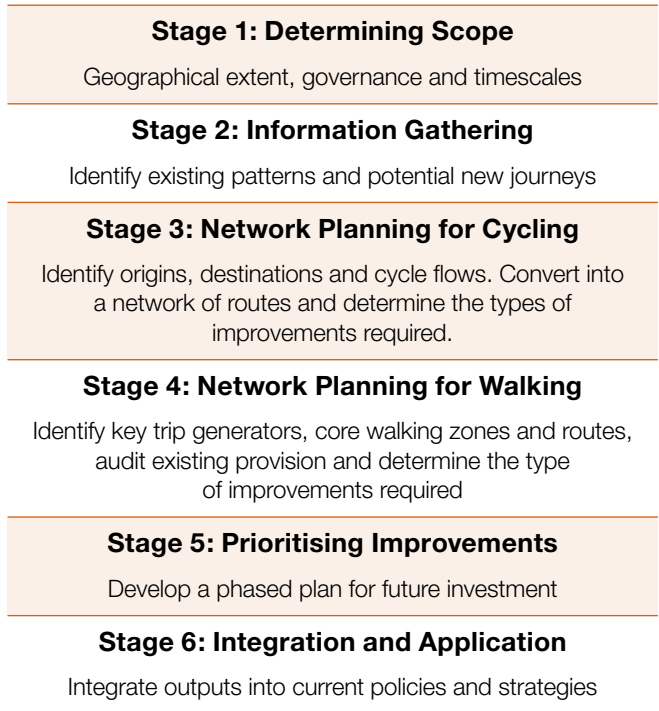 Stage 1: Determining Scope
Geographical extent, governance and timescales
Stage 2: Information Gathering
Identify existing patterns and potential new journeys
Stage 3: Network Planning for Cycling
Identify origins, destinations and cycle flows. Convert into
a network of routes and determine the types of
improvements required.
Stage 4: Network Planning for Walking
Identify key trip generators, core walking zones and routes,
audit existing provision and determine the type
of improvements required
Stage 5: Prioritising Improvements
Develop a phased plan for future investment
Stage 6: Integration and Application
Integrate outputs into current policies and strategies